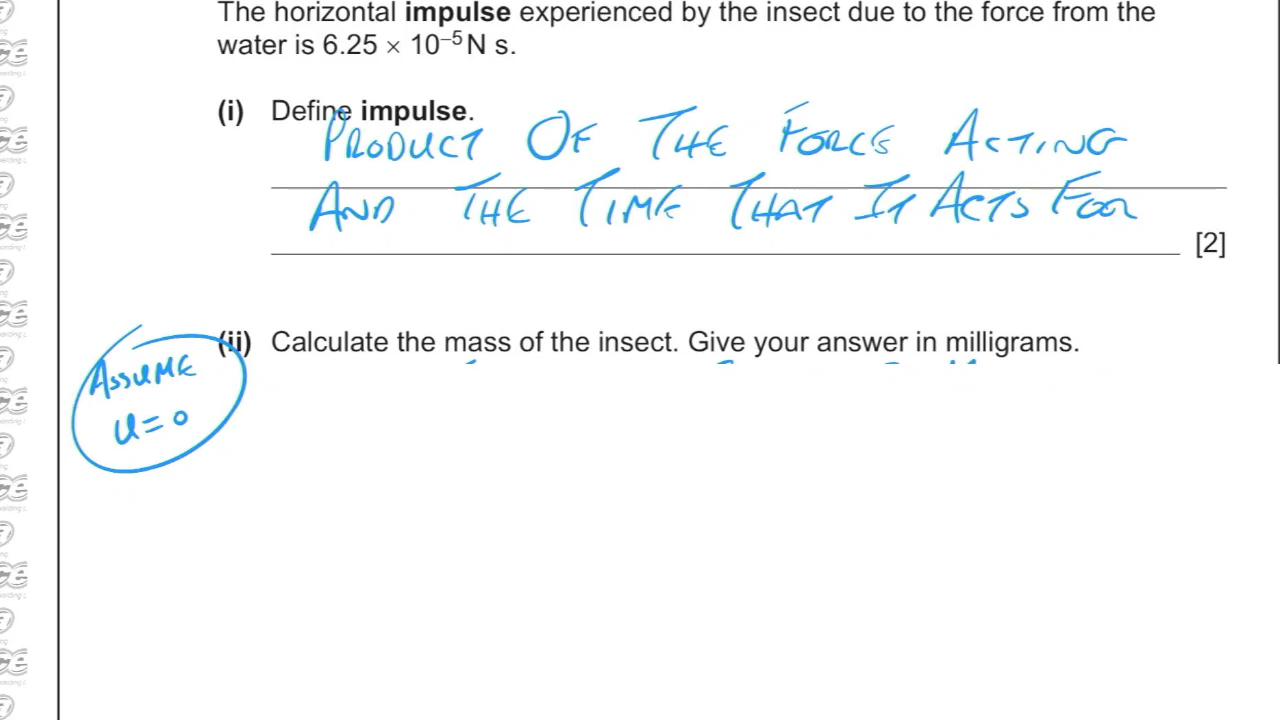 The horizontal impulse experienced by the insect due to the force from the
water is 6.25 × 10⁻⁵ N s.
(i) Define impulse.
PRODUCT OF THE FORCE ACTING
AND THE TIME THAT IT ACTS FOR
[2]
(ii) Calculate the mass of the insect. Give your answer in milligrams.
ASSUME
u = 0